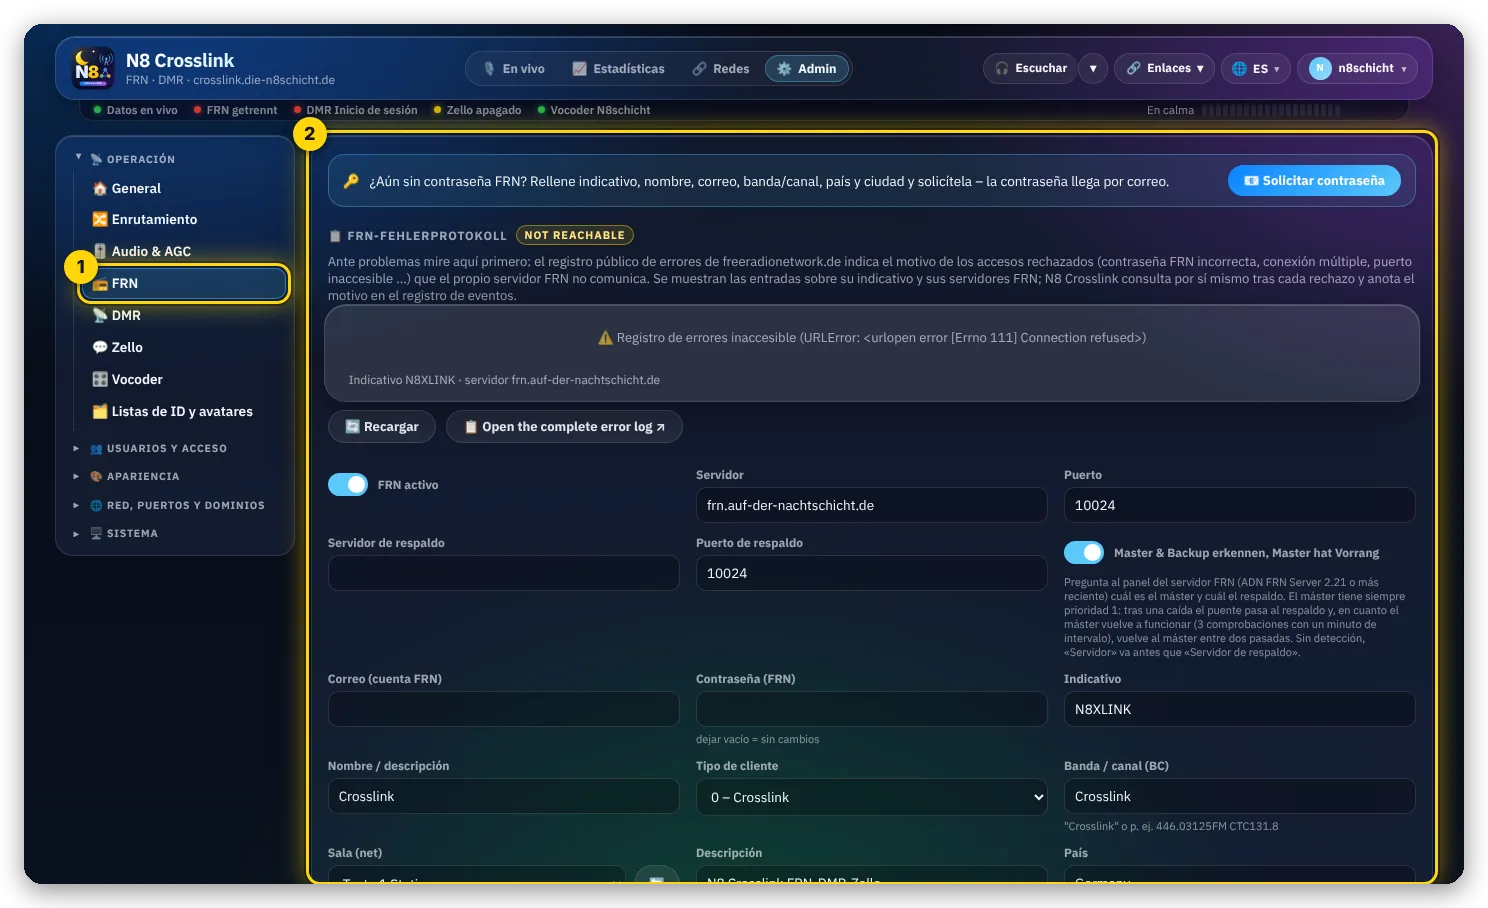 N8 Crosslink
FRN · DMR · crosslink.die-n8schicht.de
En vivo
Estadísticas
Redes
Admin
Escuchar
Enlaces
ES
N
n8schicht
Datos en vivo
FRN getrennt
DMR Inicio de sesión
Zello apagado
Vocoder N8schicht
En calma
1
2
OPERACIÓN
General
Enrutamiento
Audio & AGC
FRN
DMR
Zello
Vocoder
Listas de ID y avatares
USUARIOS Y ACCESO
APARIENCIA
RED, PUERTOS Y DOMINIOS
SISTEMA
¿Aún sin contraseña FRN? Rellene indicativo, nombre, correo, banda/canal, país y ciudad y solicítela – la contraseña llega por correo.
Solicitar contraseña
FRN-FEHLERPROTOKOLL
NOT REACHABLE
Ante problemas mire aquí primero: el registro público de errores de freeradionetwork.de indica el motivo de los accesos rechazados (contraseña FRN incorrecta, conexión múltiple, puerto
inaccesible ...) que el propio servidor FRN no comunica. Se muestran las entradas sobre su indicativo y sus servidores FRN; N8 Crosslink consulta por sí mismo tras cada rechazo y anota el
motivo en el registro de eventos.
Registro de errores inaccesible (URLError: <urlopen error [Errno 111] Connection refused>)
Indicativo N8XLINK · servidor frn.auf-der-nachtschicht.de
Recargar
Open the complete error log ↗
FRN activo
Servidor
frn.auf-der-nachtschicht.de
Puerto
10024
Servidor de respaldo
Puerto de respaldo
10024
Master & Backup erkennen, Master hat Vorrang
Pregunta al panel del servidor FRN (ADN FRN Server 2.21 o más
reciente) cuál es el máster y cuál el respaldo. El máster tiene siempre
prioridad 1: tras una caída el puente pasa al respaldo y, en cuanto el
máster vuelve a funcionar (3 comprobaciones con un minuto de
intervalo), vuelve al máster entre dos pasadas. Sin detección,
«Servidor» va antes que «Servidor de respaldo».
Correo (cuenta FRN)
Contraseña (FRN)
dejar vacío = sin cambios
Indicativo
N8XLINK
Nombre / descripción
Crosslink
Tipo de cliente
0 – Crosslink
Banda / canal (BC)
Crosslink
"Crosslink" o p. ej. 446.03125FM CTC131.8
Sala (net)
Descripción
N8 Crosslink FRN-DMR-Zello
País
Germany